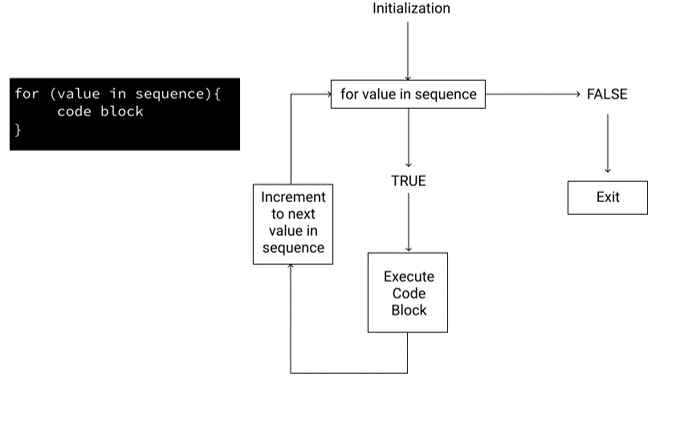 Initialization
for (value in sequence){
code block
}
for value in sequence
FALSE
TRUE
Increment
to next
value in
sequence
Exit
Execute
Code
Block